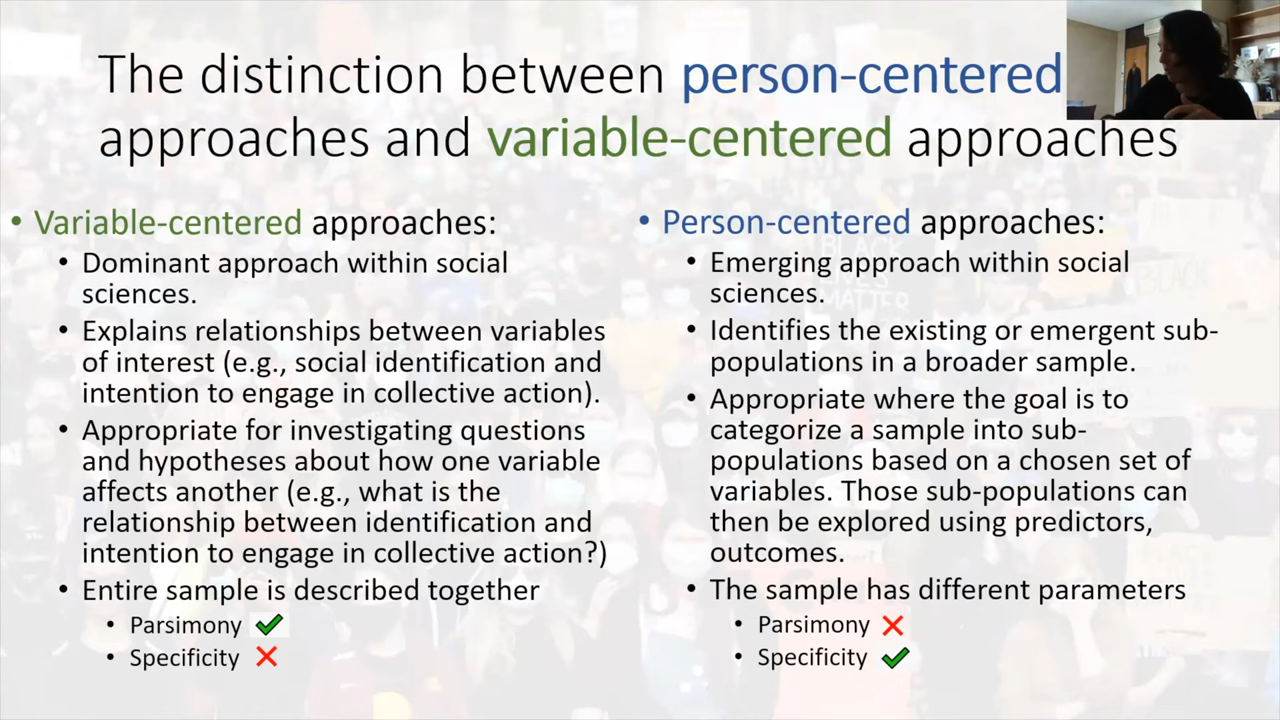 The distinction between person-centered
approaches and variable-centered approaches
• Variable-centered approaches:
• Dominant approach within social
sciences.
• Explains relationships between variables
of interest (e.g., social identification and
intention to engage in collective action).
• Appropriate for investigating questions
and hypotheses about how one variable
affects another (e.g., what is the
relationship between identification and
intention to engage in collective action?)
• Entire sample is described together
• Parsimony
• Specificity
• Person-centered approaches:
• Emerging approach within social
sciences.
• Identifies the existing or emergent sub-
populations in a broader sample.
• Appropriate where the goal is to
categorize a sample into sub-
populations based on a chosen set of
variables. Those sub-populations can
then be explored using predictors,
outcomes.
• The sample has different parameters
• Parsimony
• Specificity
BLACK
LIVES
MATTER